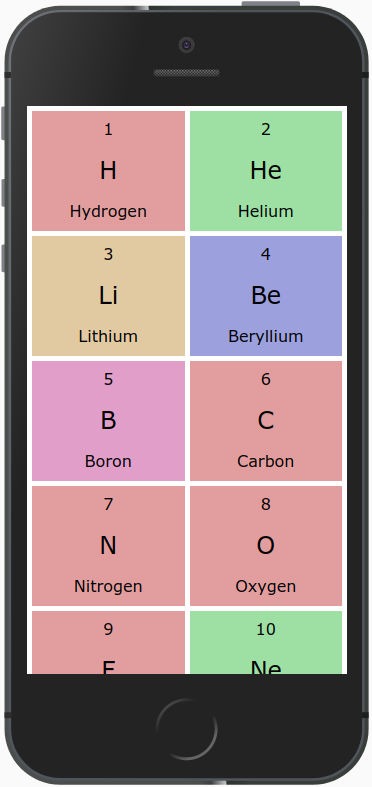 1 2
H He
Hydrogen Helium
3 4
Li Be
Lithium Beryllium
5 6
B C
Boron Carbon
7 8
N O
Nitrogen Oxygen
9 10
F Ne